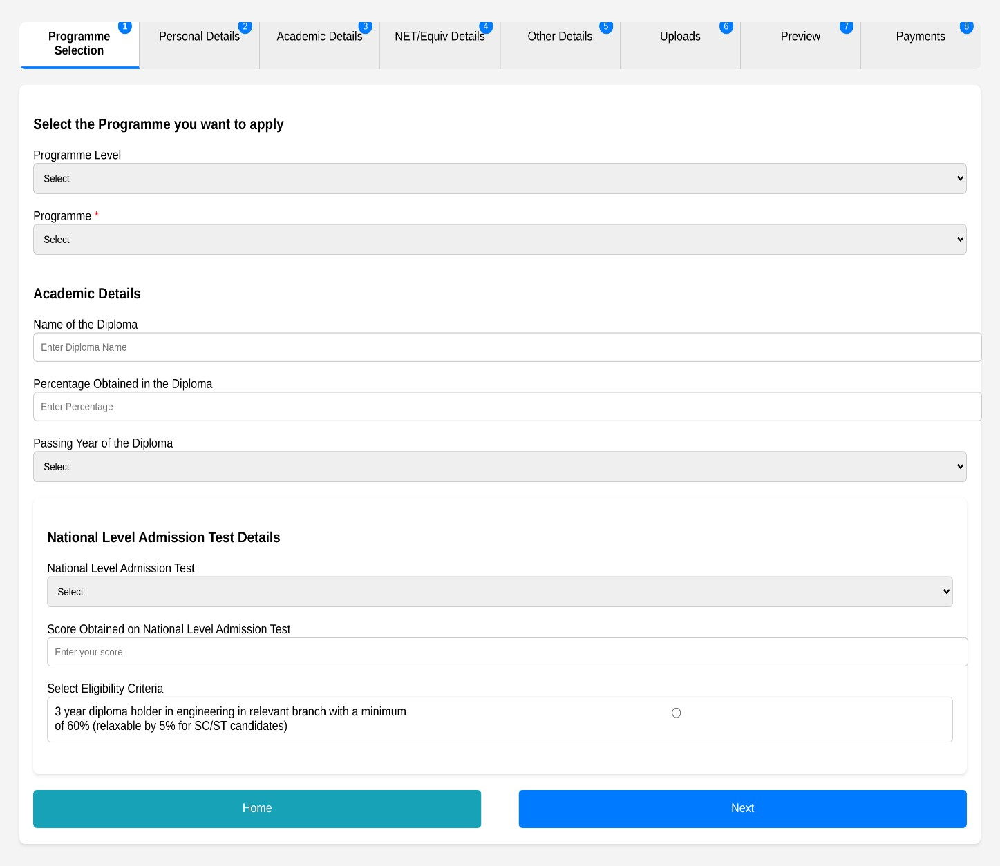 Programme
Selection
1
Personal Details
2
Academic Details
3
NET/Equiv Details
4
Other Details
5
Uploads
6
Preview
7
Payments
8
Select the Programme you want to apply
Programme Level
Select
Programme *
Select
Academic Details
Name of the Diploma
Enter Diploma Name
Percentage Obtained in the Diploma
Enter Percentage
Passing Year of the Diploma
Select
National Level Admission Test Details
National Level Admission Test
Select
Score Obtained on National Level Admission Test
Enter your score
Select Eligibility Criteria
3 year diploma holder in engineering in relevant branch with a minimum
of 60% (relaxable by 5% for SC/ST candidates)
Home
Next